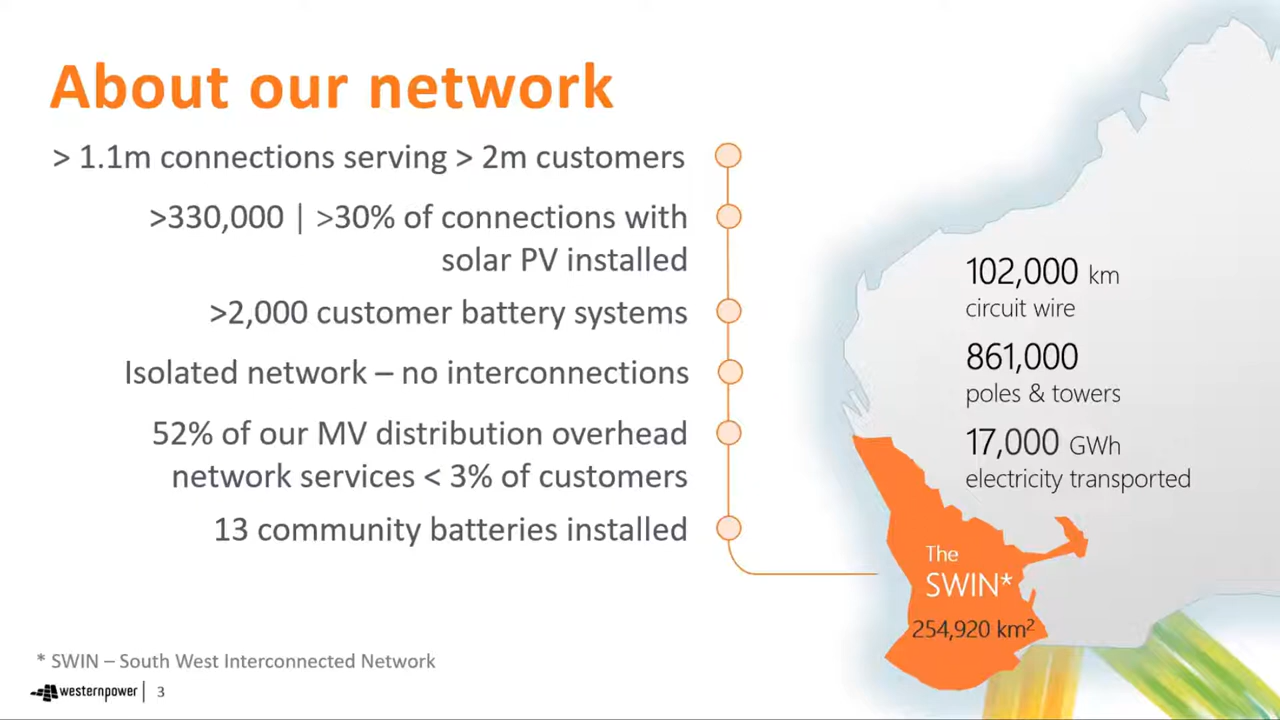 About our network
> 1.1m connections serving > 2m customers
>330,000 | >30% of connections with
solar PV installed
>2,000 customer battery systems
Isolated network – no interconnections
52% of our MV distribution overhead
network services < 3% of customers
13 community batteries installed
102,000 km
circuit wire
861,000
poles & towers
17,000 GWh
electricity transported
The
SWIN*
254,920 km²
* SWIN – South West Interconnected Network
westernpower | 3